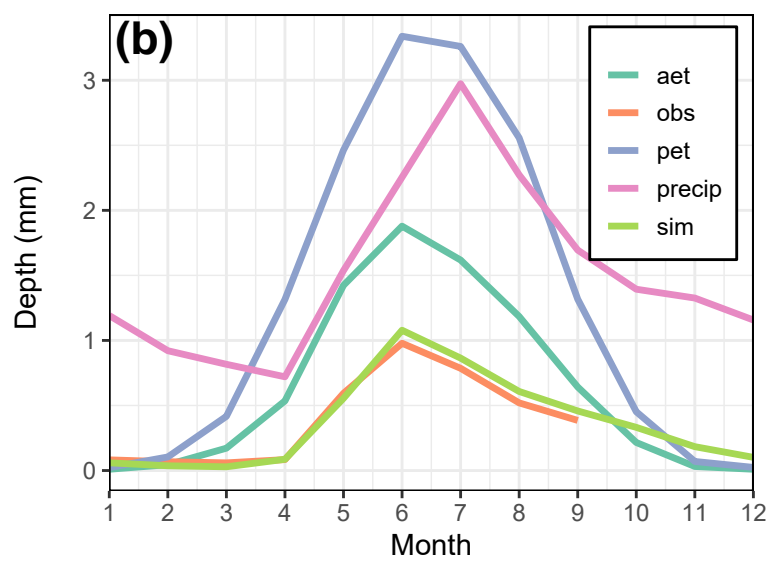 (b)
3
2
1
0
Depth (mm)
aet
obs
pet
precip
sim
1 2 3 4 5 6 7 8 9 10 11 12
Month